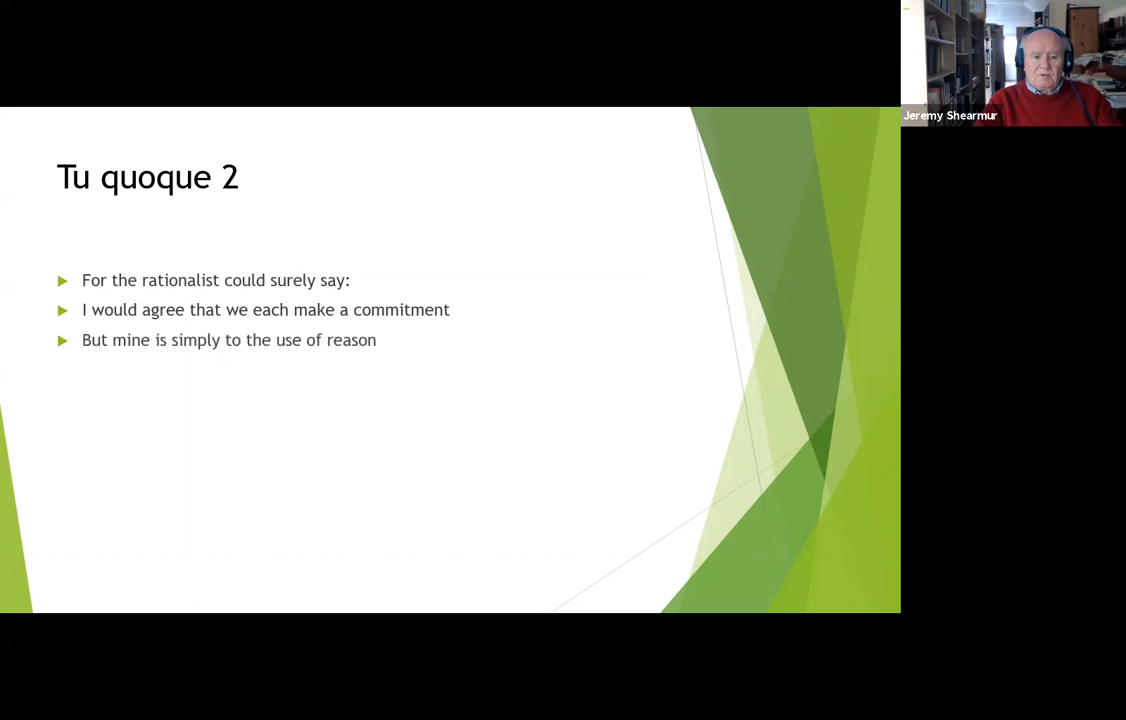 Jeremy Shearmur
Tu quoque 2
For the rationalist could surely say:
I would agree that we each make a commitment
But mine is simply to the use of reason